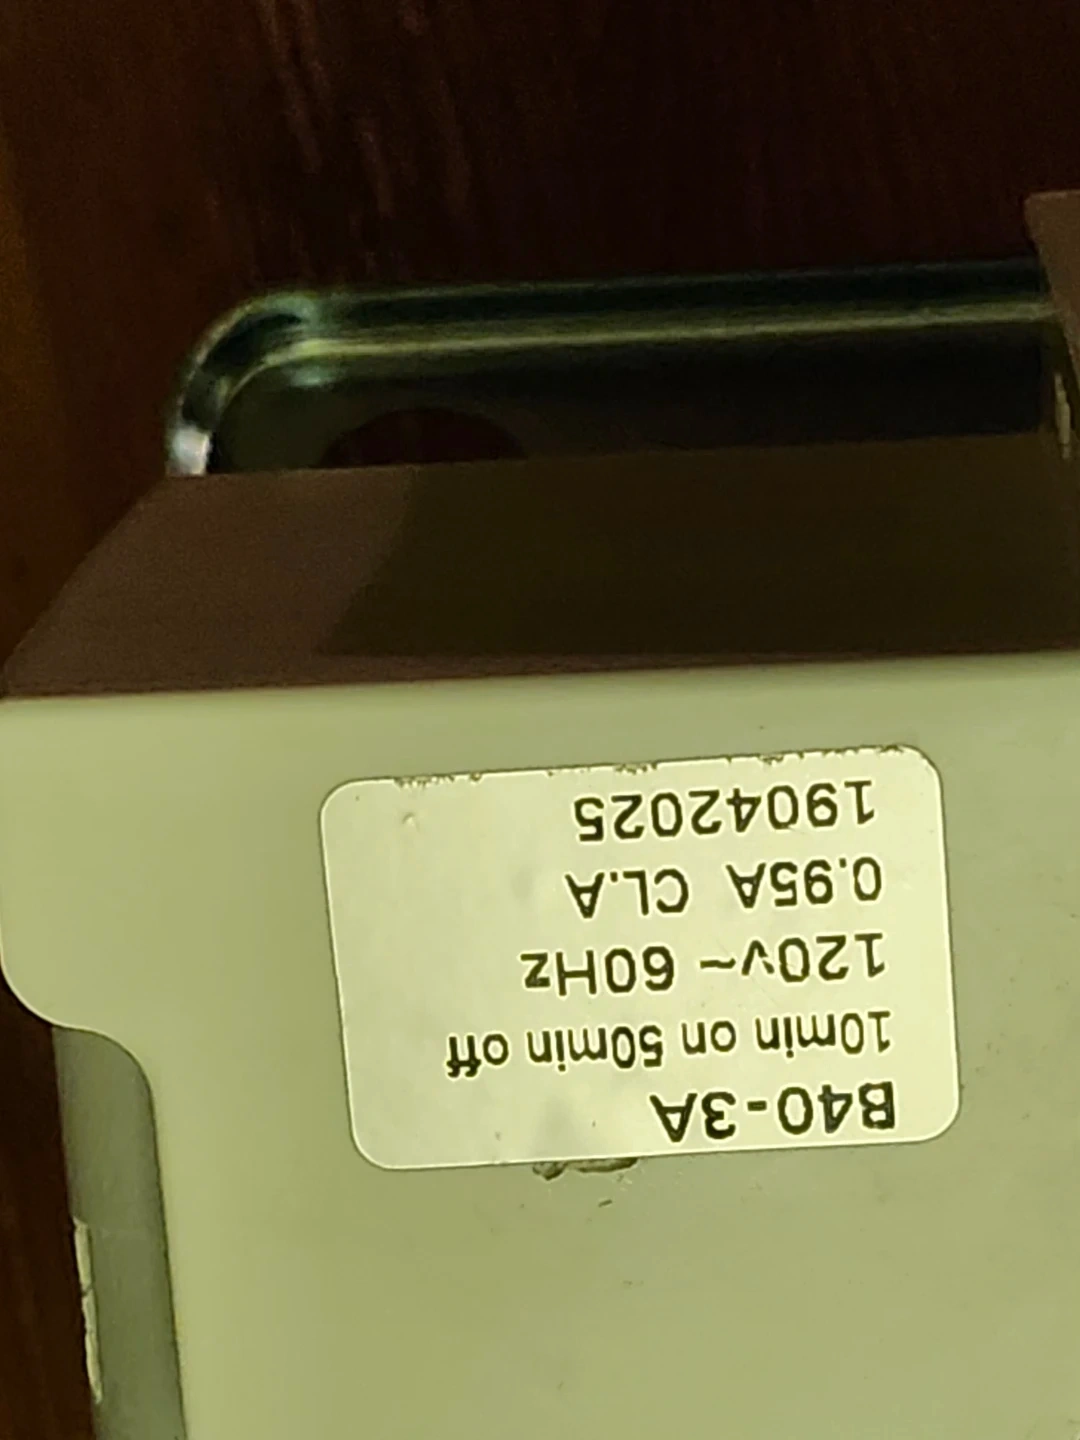 B40-3A
10min on 50min off
120v~ 60Hz
0.95A CL.A
19042025